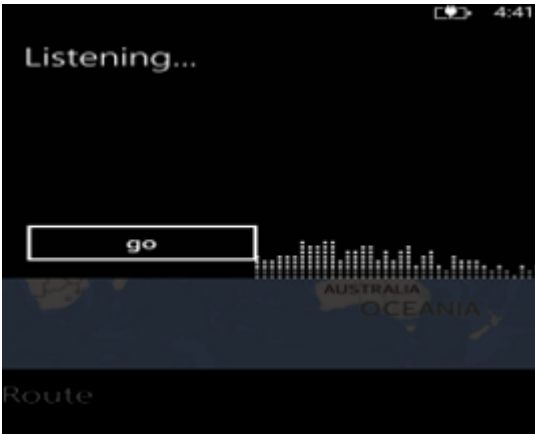 4:41
Listening...
go
AUSTRALIA
OCEANIA
Route